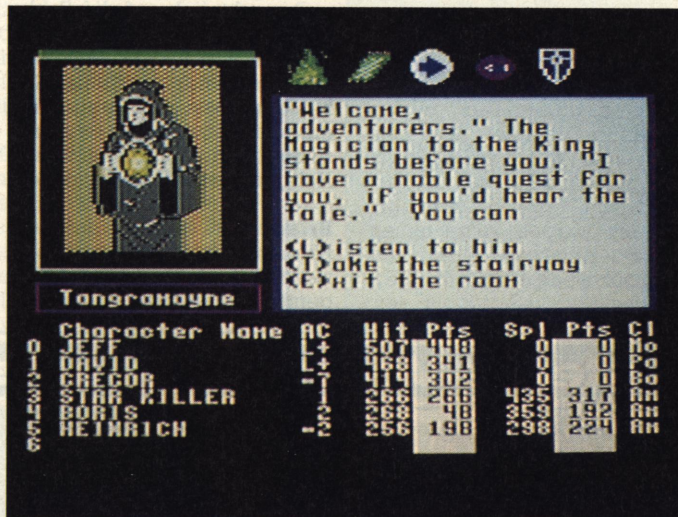 "Welcome,
adventurers." The
Magician to the King
stands before you. "I
have a noble quest for
you, if you'd hear the
tale." You can
<L>isten to him
<T>ake the stairway
<E>xit the room
Tangramayne
Character Name AC Hit Pts Spl Pts Cl
0 JEFF L+ 507 448 0 0 Mo
1 DAVID L+ 468 341 0 0 Pa
2 GREGOR -7 414 302 0 0 Ba
3 STAR KILLER 1 266 266 435 317 Am
4 BORIS 2 268 48 359 192 Am
5 HEINRICH -2 256 198 298 224 Am
6